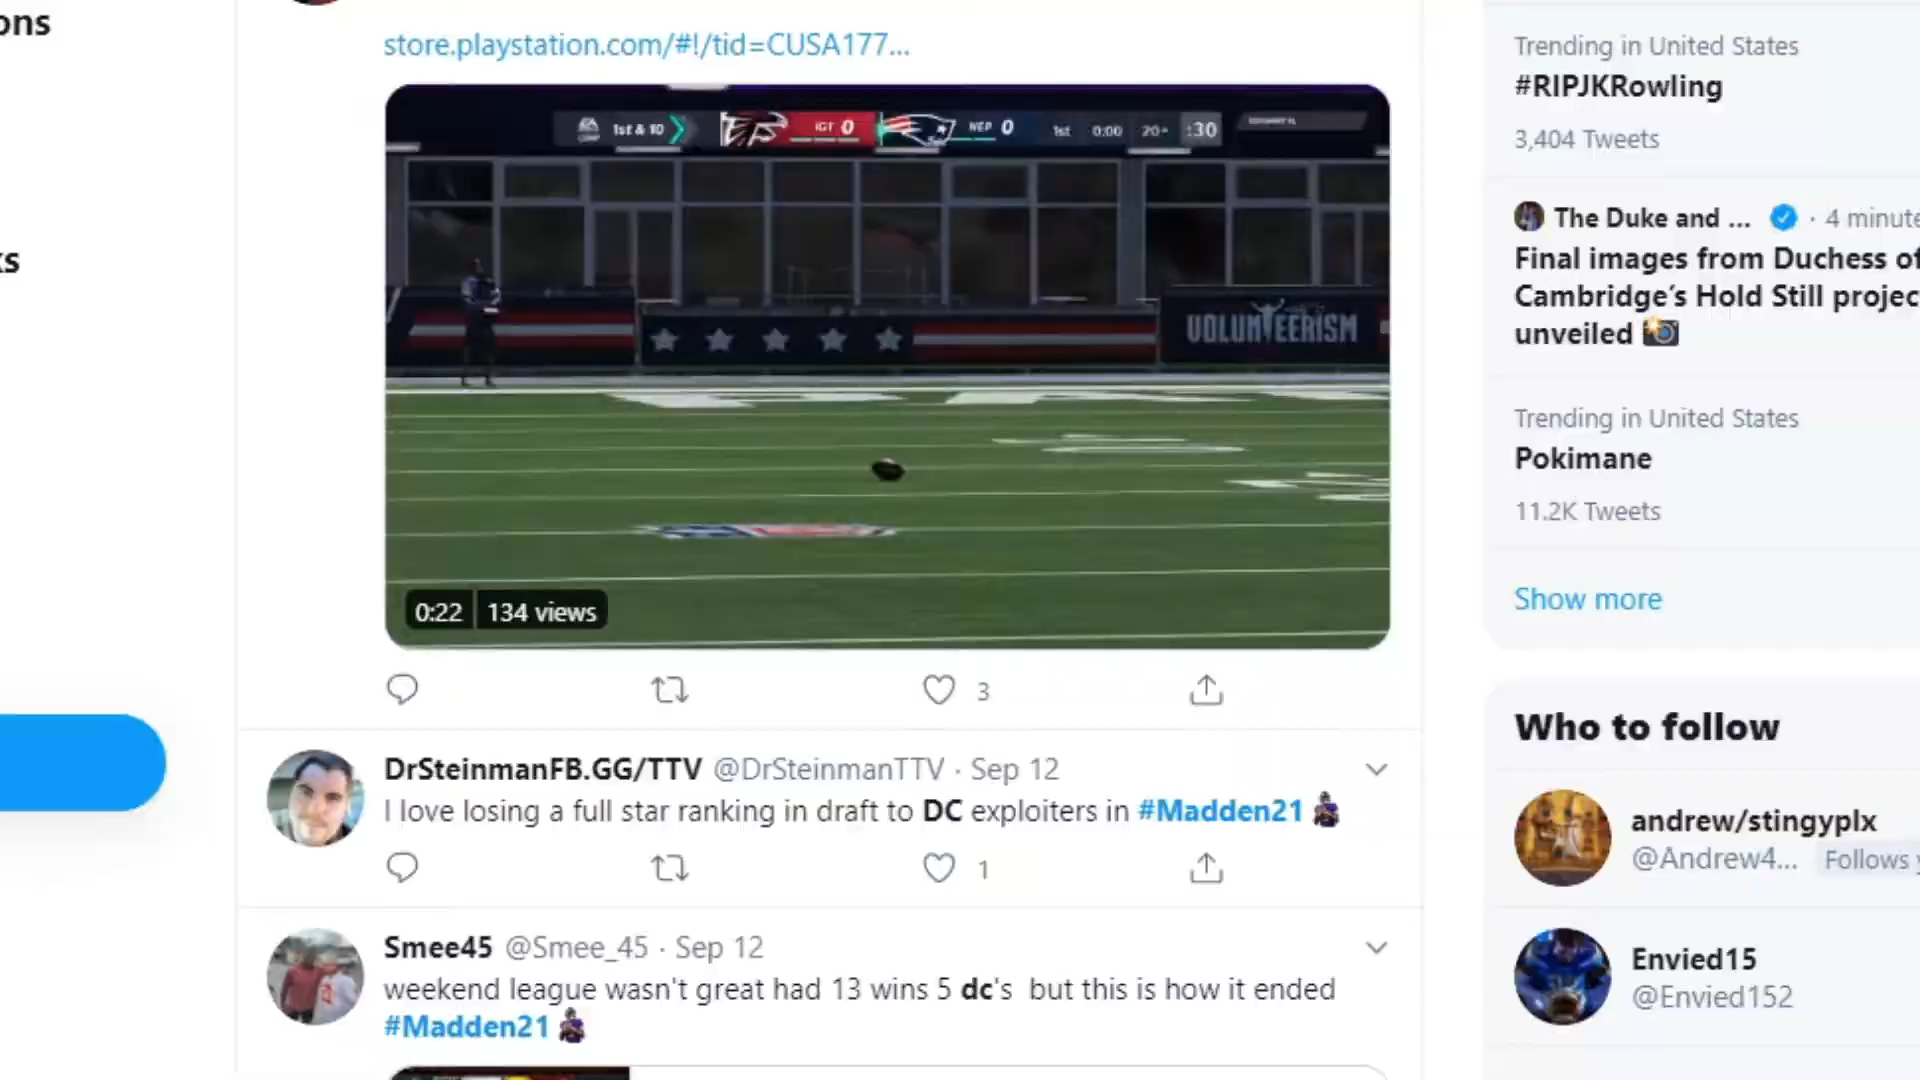 ons
ks
store.playstation.com/#!/tid=CUSA177...
1st & 10
IGT 0
NEP 0
1st 0:00 20 :30
VOLUNTEERISM
0:22 134 views
3
DrSteinmanFB.GG/TTV @DrSteinmanTTV · Sep 12
I love losing a full star ranking in draft to DC exploiters in #Madden21
1
Smee45 @Smee_45 · Sep 12
weekend league wasn't great had 13 wins 5 dc's but this is how it ended
#Madden21
Trending in United States
#RIPJKRowling
3,404 Tweets
The Duke and ... · 4 minute
Final images from Duchess of
Cambridge's Hold Still projec
unveiled
Trending in United States
Pokimane
11.2K Tweets
Show more
Who to follow
andrew/stingyplx
@Andrew4... Follows y
Envied15
@Envied152